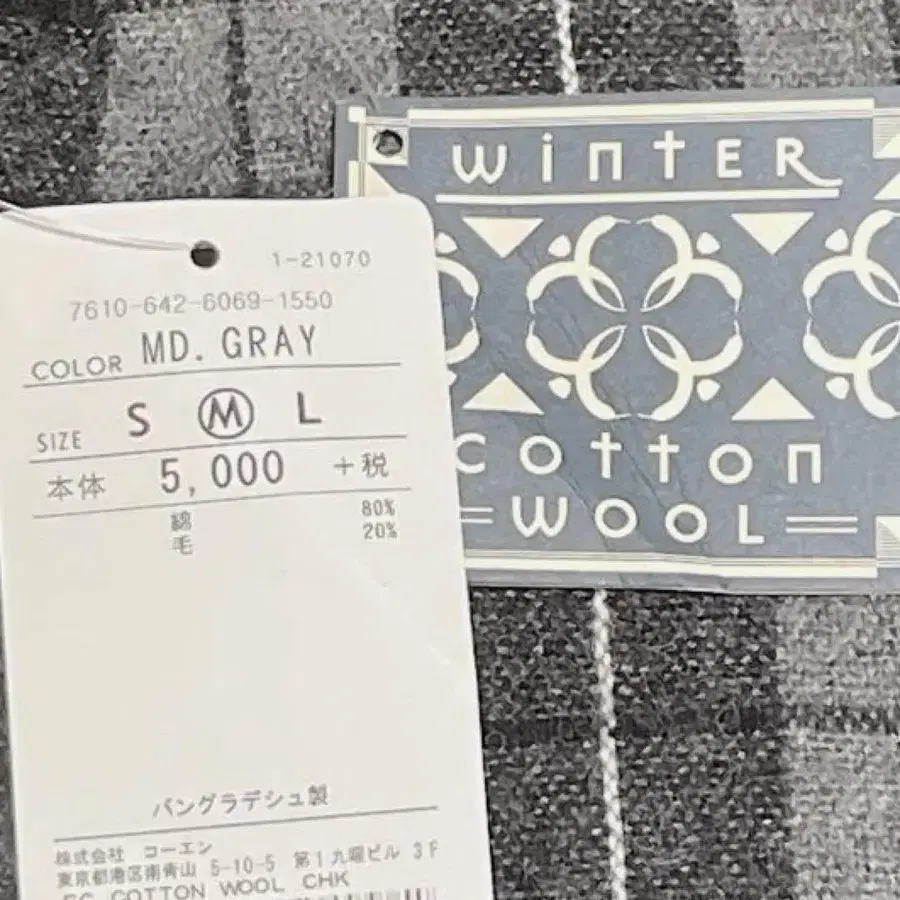 1-21070
7610-642-6069-1550
COLOR MD. GRAY
SIZE S M L
本体 5,000 +税
綿 80%
毛 20%
バングラデシュ製
株式会社 コーエン
東京都港区南青山 5-10-5 第1九曜ビル 3F
COTTON WOOL CHK
WinTER
Cotton
WOOL